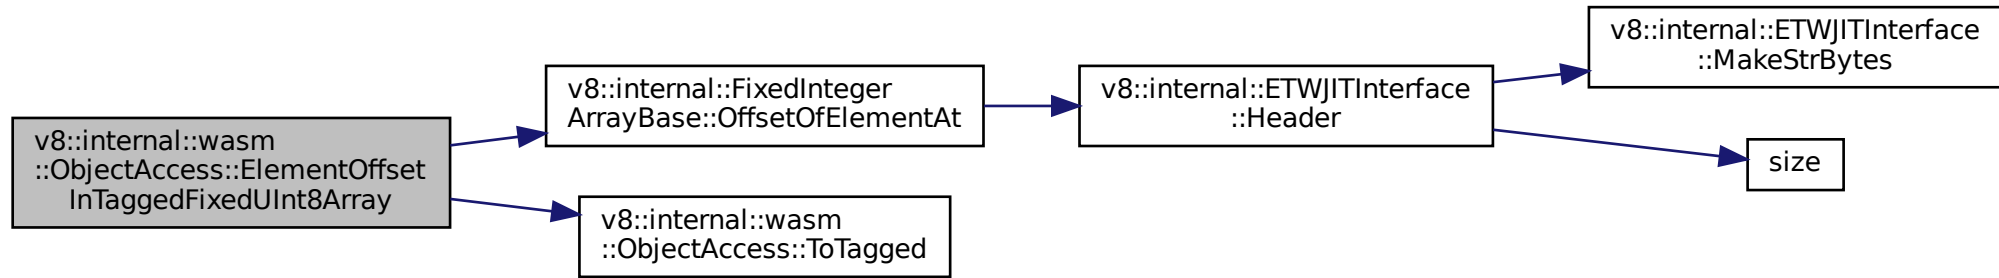 v8::internal::wasm
::ObjectAccess::ElementOffset
InTaggedFixedUInt8Array
v8::internal::FixedInteger
ArrayBase::OffsetOfElementAt
v8::internal::wasm
::ObjectAccess::ToTagged
v8::internal::ETWJITInterface
::Header
v8::internal::ETWJITInterface
::MakeStrBytes
size